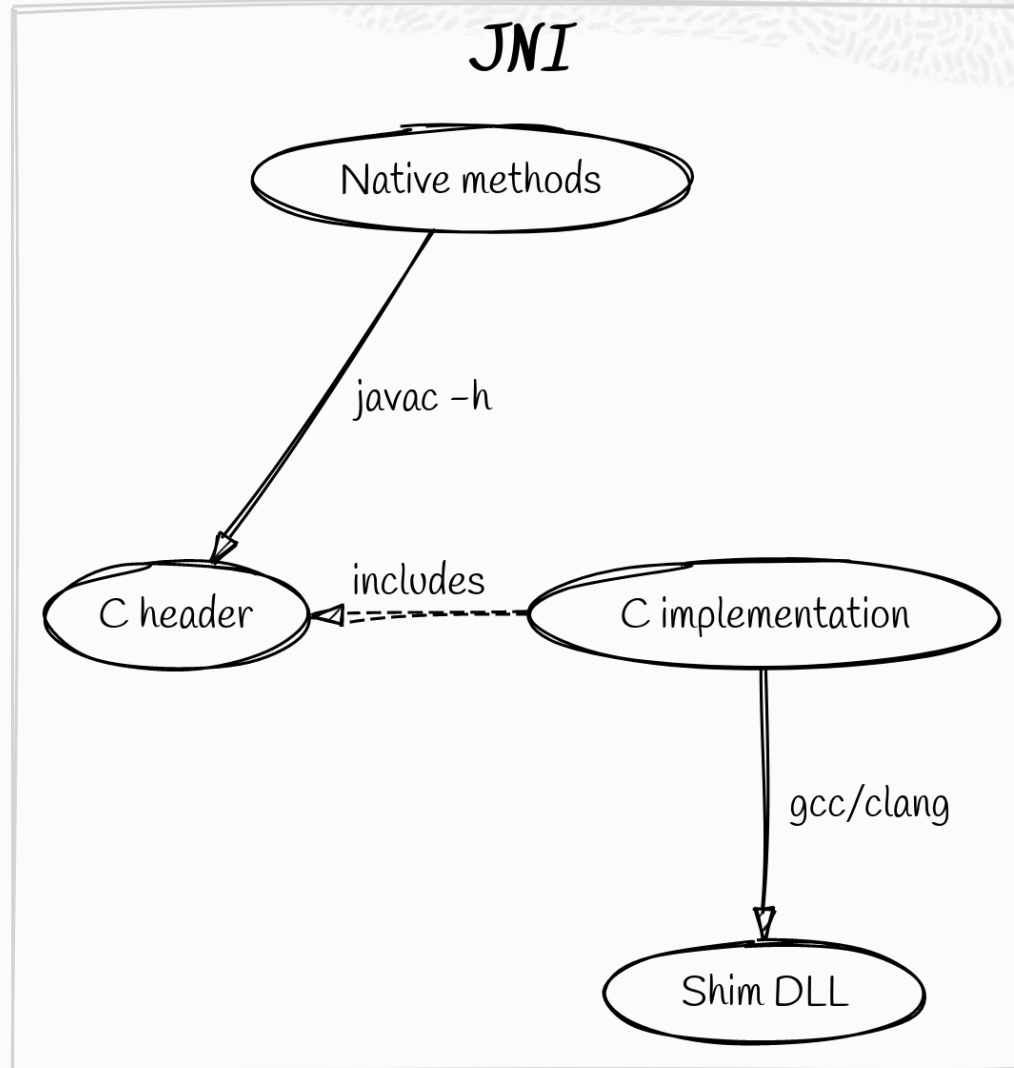 JNI
Native methods
javac -h
includes
C header
C implementation
gcc/clang
Shim DLL